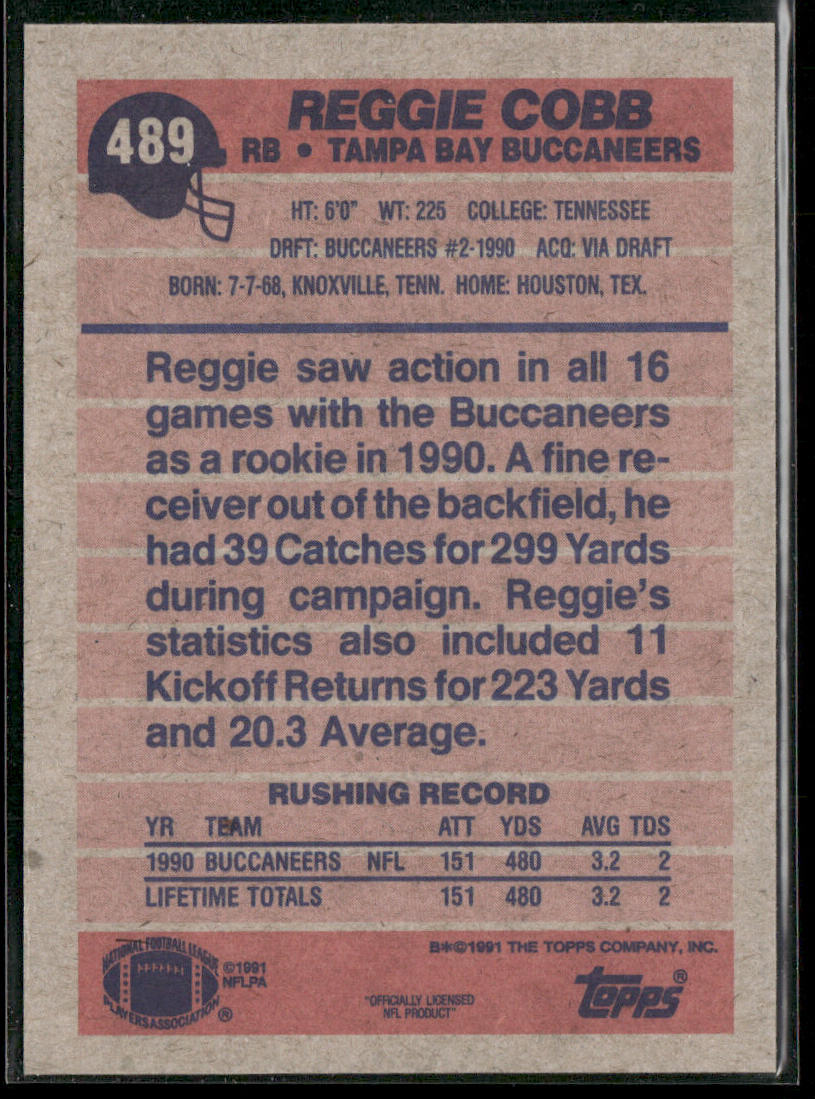 489
REGGIE COBB
RB • TAMPA BAY BUCCANEERS
HT: 6'0" WT: 225 COLLEGE: TENNESSEE
DRFT: BUCCANEERS #2-1990 ACQ: VIA DRAFT
BORN: 7-7-68, KNOXVILLE, TENN. HOME: HOUSTON, TEX.
Reggie saw action in all 16
games with the Buccaneers
as a rookie in 1990. A fine re-
ceiver out of the backfield, he
had 39 Catches for 299 Yards
during campaign. Reggie's
statistics also included 11
Kickoff Returns for 223 Yards
and 20.3 Average.
RUSHING RECORD
YR TEAM ATT YDS AVG TDS
1990 BUCCANEERS NFL 151 480 3.2 2
LIFETIME TOTALS 151 480 3.2 2
NATIONAL FOOTBALL LEAGUE
PLAYERS ASSOCIATION ®
©1991
NFLPA
B*©1991 THE TOPPS COMPANY, INC.
"OFFICIALLY LICENSED
NFL PRODUCT"
topps®